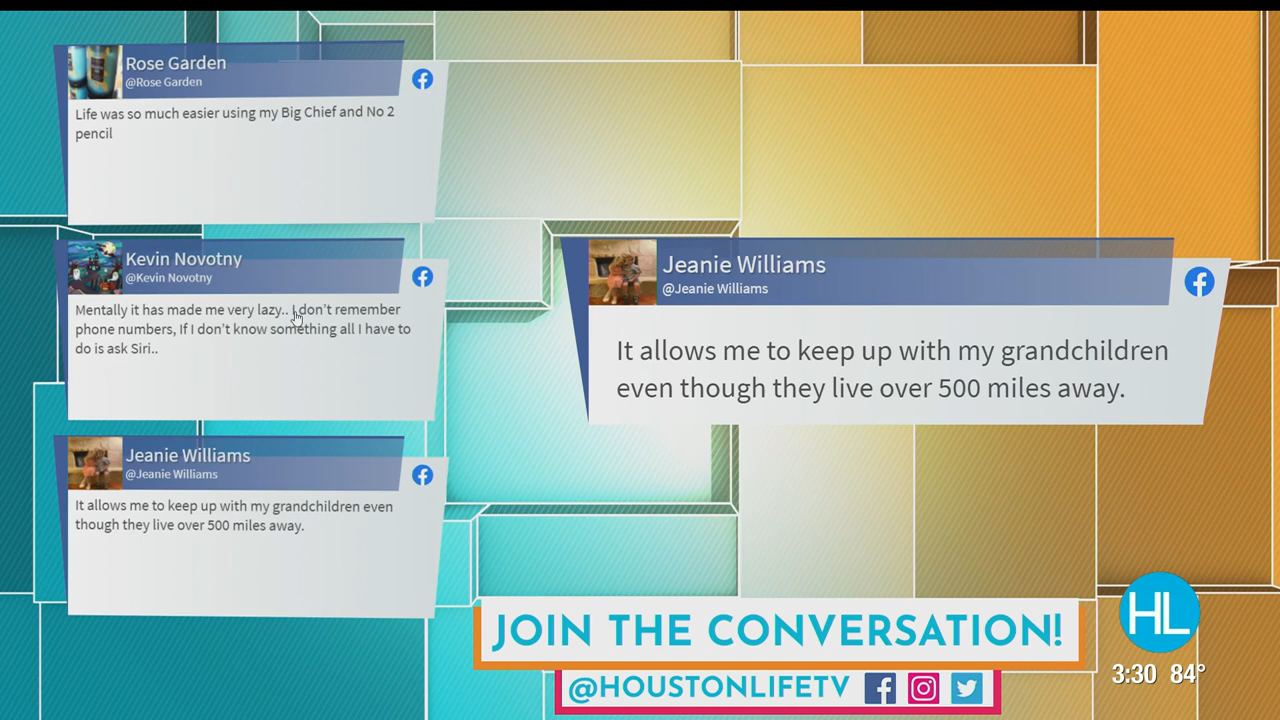 Rose Garden
@Rose Garden
Life was so much easier using my Big Chief and No 2
pencil
Kevin Novotny
@Kevin Novotny
Mentally it has made me very lazy.. I don't remember
phone numbers, If I don't know something all I have to
do is ask Siri..
Jeanie Williams
@Jeanie Williams
It allows me to keep up with my grandchildren even
though they live over 500 miles away.
Jeanie Williams
@Jeanie Williams
It allows me to keep up with my grandchildren
even though they live over 500 miles away.
JOIN THE CONVERSATION!
@HOUSTONLIFETV
HL
3:30 84°